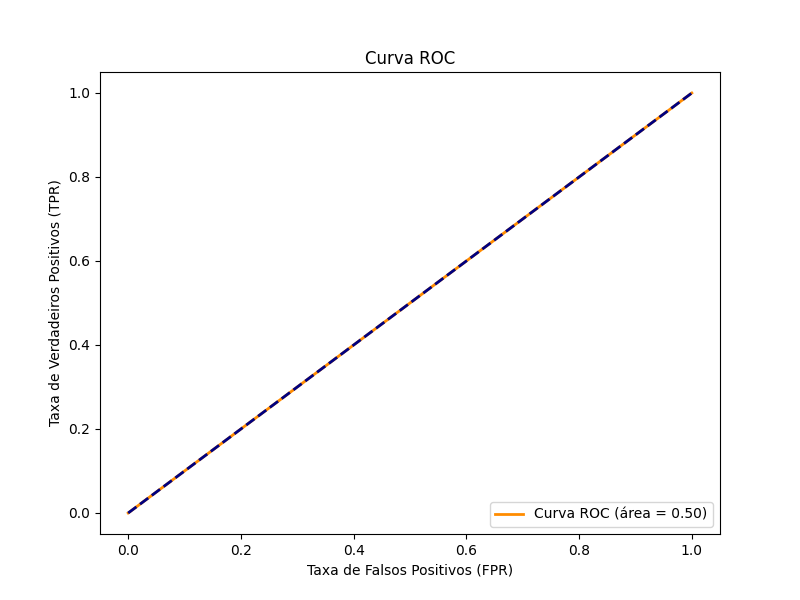 Curva ROC
Taxa de Verdadeiros Positivos (TPR)
1.0
0.8
0.6
0.4
0.2
0.0
Curva ROC (área = 0.50)
0.0 0.2 0.4 0.6 0.8 1.0
Taxa de Falsos Positivos (FPR)